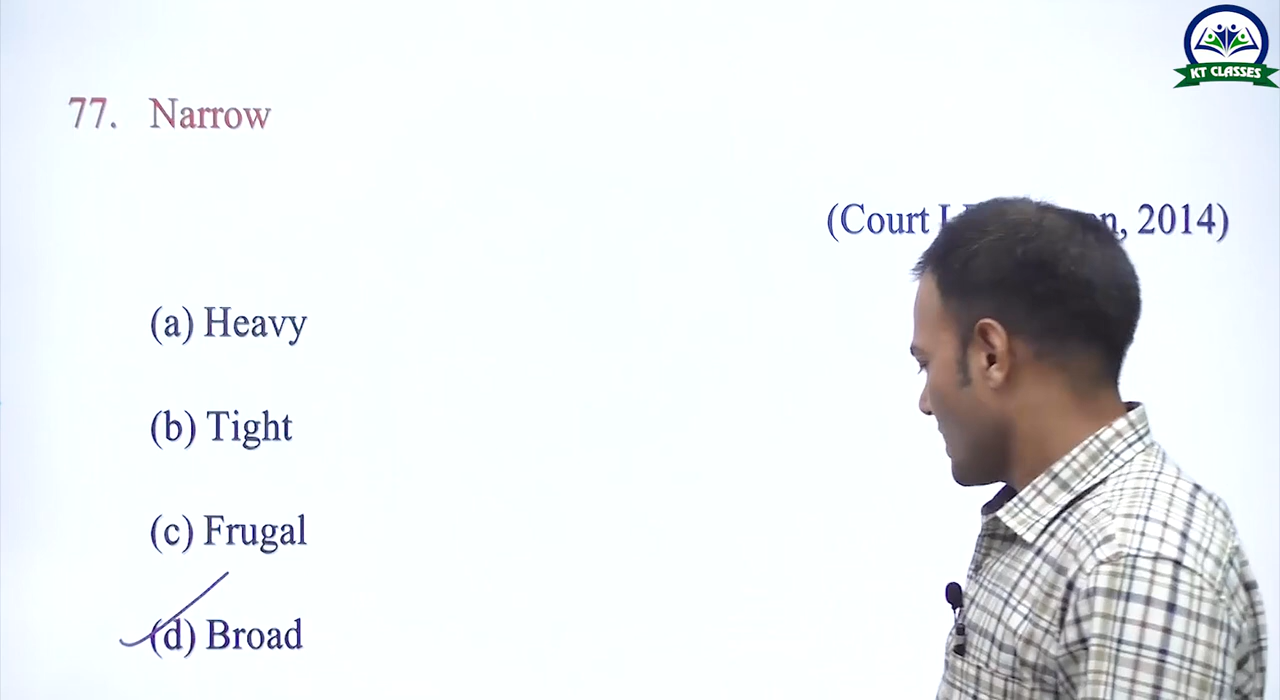 KT CLASSES
77. Narrow
(Court 2014)
(a) Heavy
(b) Tight
(c) Frugal
(d) Broad